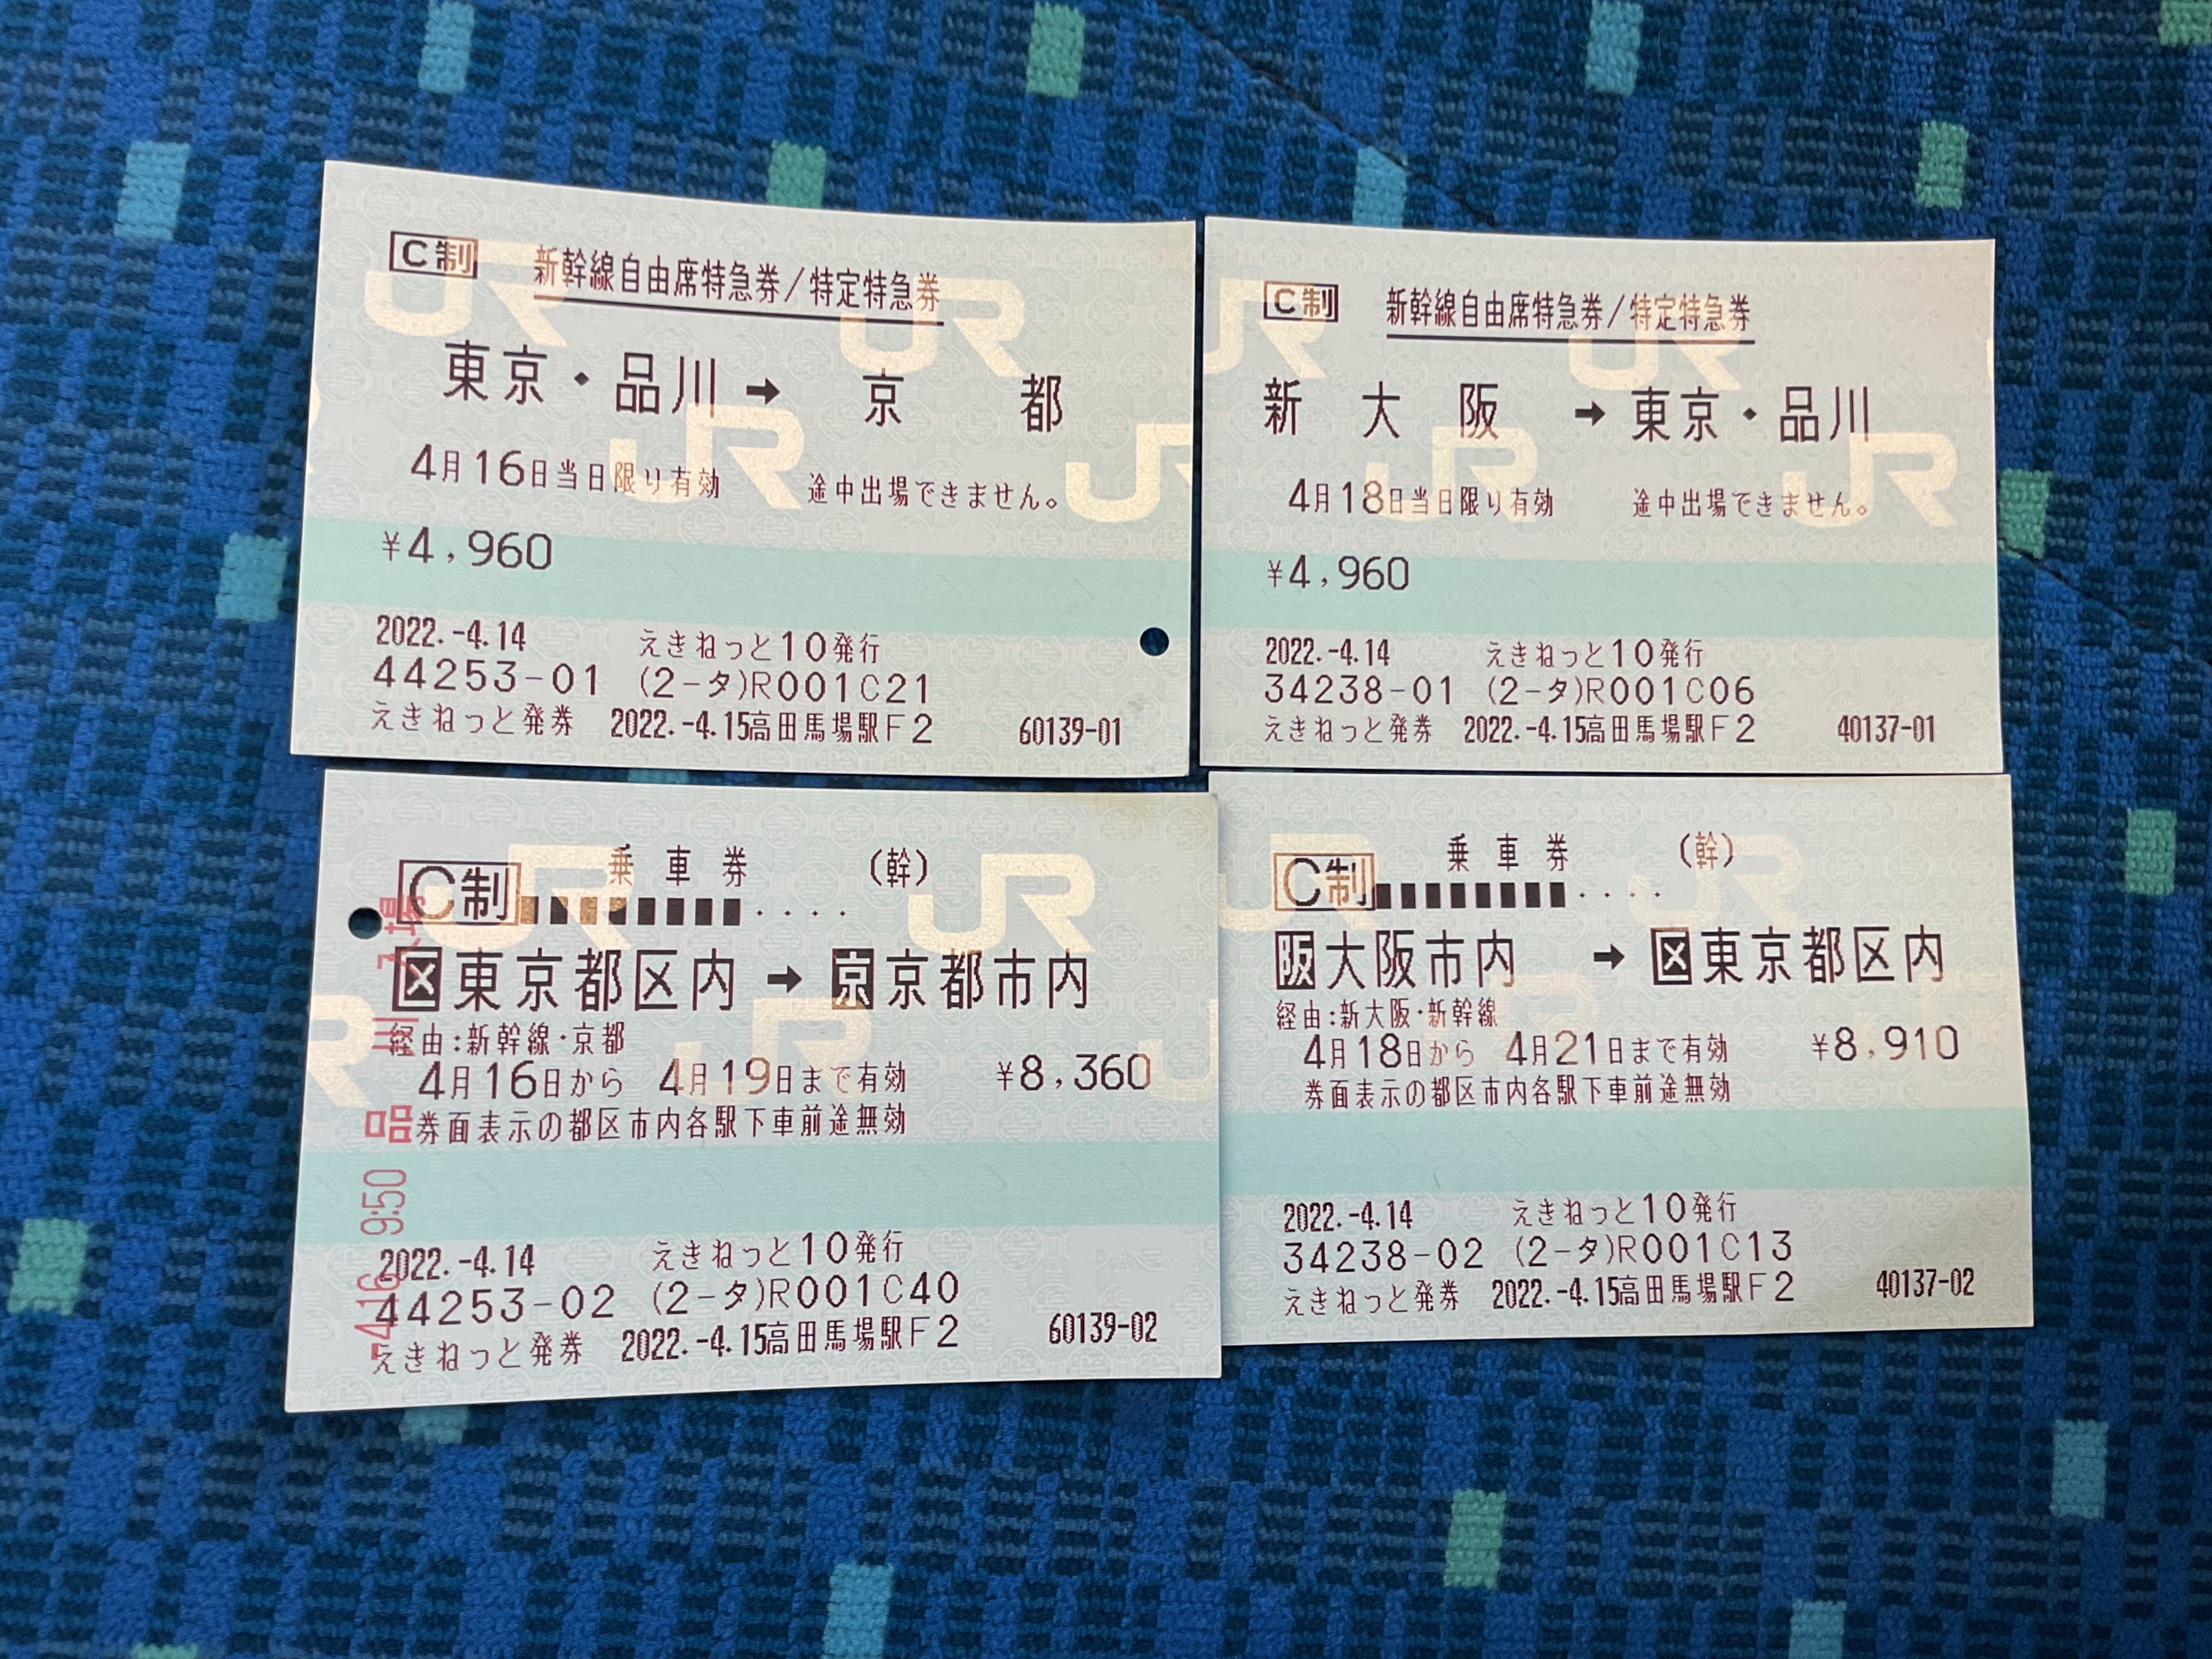 C制 新幹線自由席特急券/特定特急券
東京・品川 → 京都
4月16日当日限り有効 途中出場できません。
¥4,960
2022.-4.14 えきねっと10発行
44253-01 (2-タ)R001C21
えきねっと発券 2022.-4.15高田馬場駅F2 60139-01
C制 新幹線自由席特急券/特定特急券
新大阪 → 東京・品川
4月18日当日限り有効 途中出場できません。
¥4,960
2022.-4.14 えきねっと10発行
34238-01 (2-タ)R001C06
えきねっと発券 2022.-4.15高田馬場駅F2 40137-01
C制 乗車券 (幹)
区東京都区内 → 京京都市内
経由:新幹線・京都
4月16日から 4月19日まで有効 ¥8,360
券面表示の都区市内各駅下車前途無効
2022.-4.14 えきねっと10発行
44253-02 (2-タ)R001C40
えきねっと発券 2022.-4.15高田馬場駅F2 60139-02
-4.16 9:50 品川 入場
C制 乗車券 (幹)
阪大阪市内 → 区東京都区内
経由:新大阪・新幹線
4月18日から 4月21日まで有効 ¥8,910
券面表示の都区市内各駅下車前途無効
2022.-4.14 えきねっと10発行
34238-02 (2-タ)R001C13
えきねっと発券 2022.-4.15高田馬場駅F2 40137-02